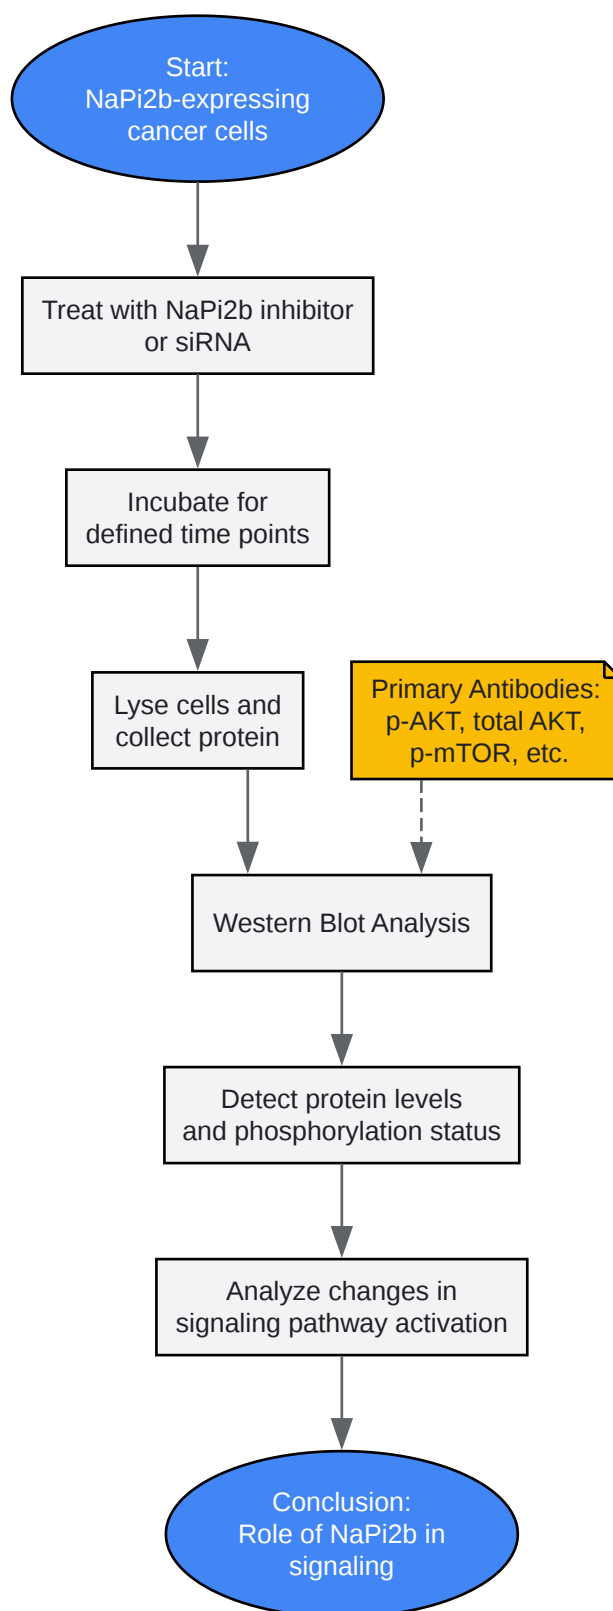 Start:
NaPi2b-expressing
cancer cells
Treat with NaPi2b inhibitor
or siRNA
Incubate for
defined time points
Lyse cells and
collect protein
Primary Antibodies:
p-AKT, total AKT,
p-mTOR, etc.
Western Blot Analysis
Detect protein levels
and phosphorylation status
Analyze changes in
signaling pathway activation
Conclusion:
Role of NaPi2b in
signaling